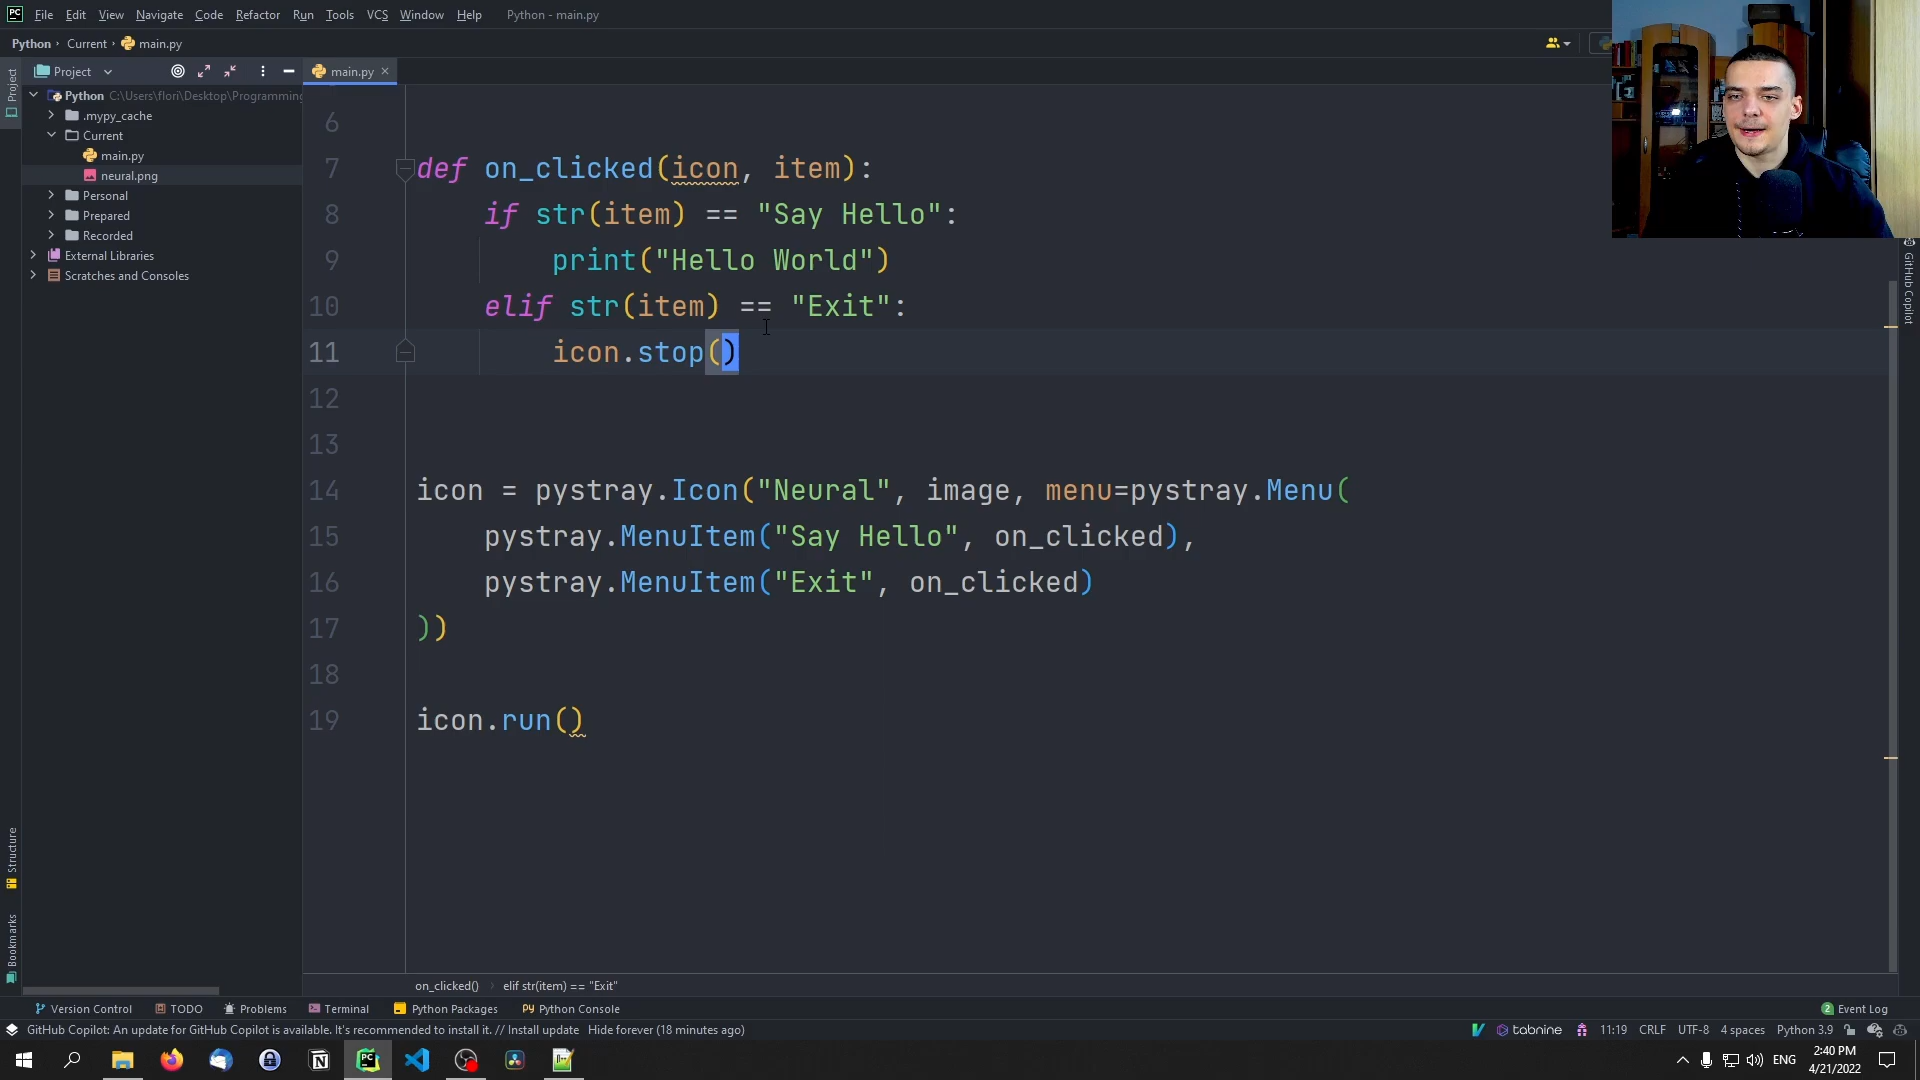 PC File Edit View Navigate Code Refactor Run Tools VCS Window Help Python - main.py
Python Current main.py
Project
main.py
Project
Python C:\Users\flori\Desktop\Programming
.mypy_cache
Current
main.py
neural.png
Personal
Prepared
Recorded
External Libraries
Scratches and Consoles
6
7 def on_clicked(icon, item):
8 if str(item) == "Say Hello":
9 print("Hello World")
10 elif str(item) == "Exit":
11 icon.stop()
12
13
14 icon = pystray.Icon("Neural", image, menu=pystray.Menu(
15 pystray.MenuItem("Say Hello", on_clicked),
16 pystray.MenuItem("Exit", on_clicked)
17 ))
18
19 icon.run()
GitHub Copilot
Structure
Bookmarks
on_clicked() elif str(item) == "Exit"
Version Control TODO Problems Terminal Python Packages Python Console 2 Event Log
GitHub Copilot: An update for GitHub Copilot is available. It's recommended to install it. // Install update Hide forever (18 minutes ago) tabnine 11:19 CRLF UTF-8 4 spaces Python 3.9
N PC ENG 2:40 PM
4/21/2022